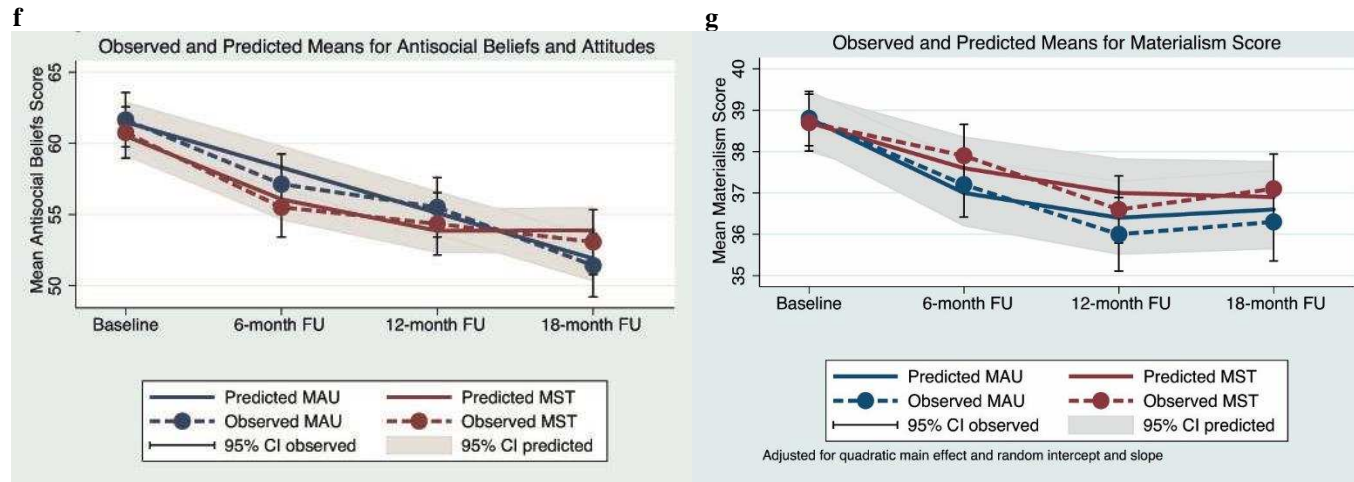 f
Observed and Predicted Means for Antisocial Beliefs and Attitudes
Mean Antisocial Beliefs Score
65
60
55
50
Baseline
6-month FU
12-month FU
18-month FU
Predicted MAU
Predicted MST
Observed MAU
Observed MST
95% CI observed
95% CI predicted
g
Observed and Predicted Means for Materialism Score
Mean Materialism Score
40
39
38
37
36
35
Baseline
6-month FU
12-month FU
18-month FU
Predicted MAU
Predicted MST
Observed MAU
Observed MST
95% CI observed
95% CI predicted
Adjusted for quadratic main effect and random intercept and slope